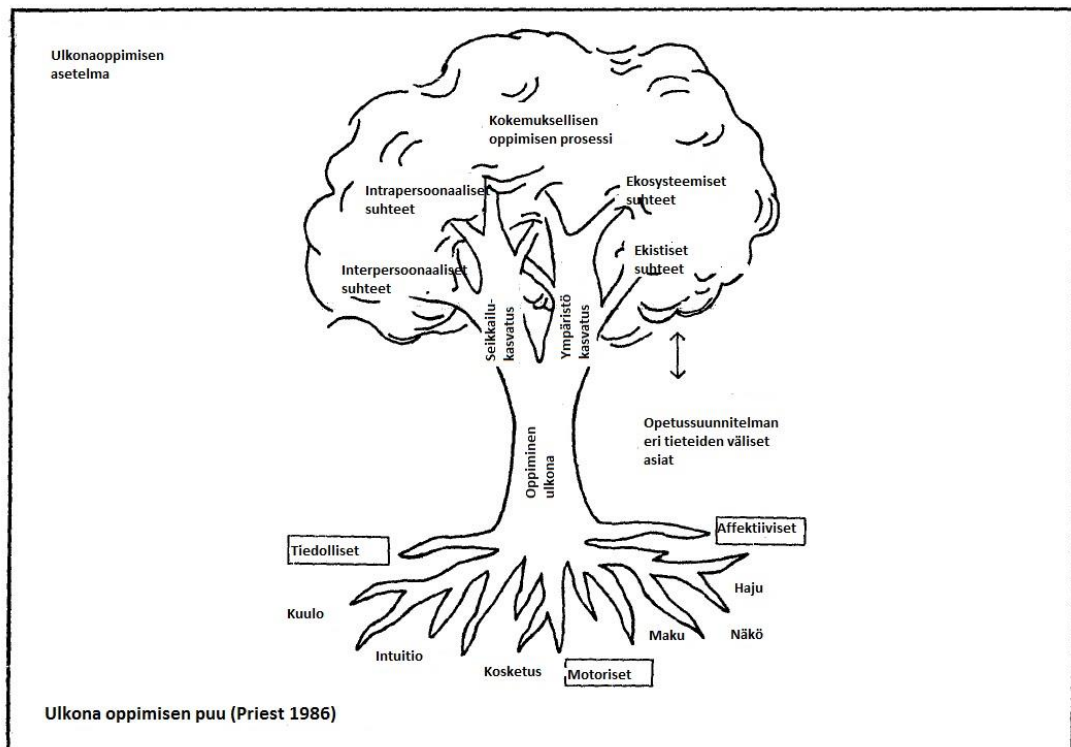 Ulkonaoppimisen
asetelma
Kokemuksellisen
oppimisen prosessi
Intrapersoonaaliset
suhteet
Ekosysteemiset
suhteet
Interpersoonaaliset
suhteet
Ekistiset
suhteet
Seikkailu-
kasvatus
Ympäristö
kasvatus
Opetussuunnitelman
eri tieteiden väliset
asiat
Oppiminen
ulkona
Tiedolliset
Affektiiviset
Kuulo
Haju
Intuitio
Kosketus
Motoriset
Maku
Näkö
Ulkona oppimisen puu (Priest 1986)